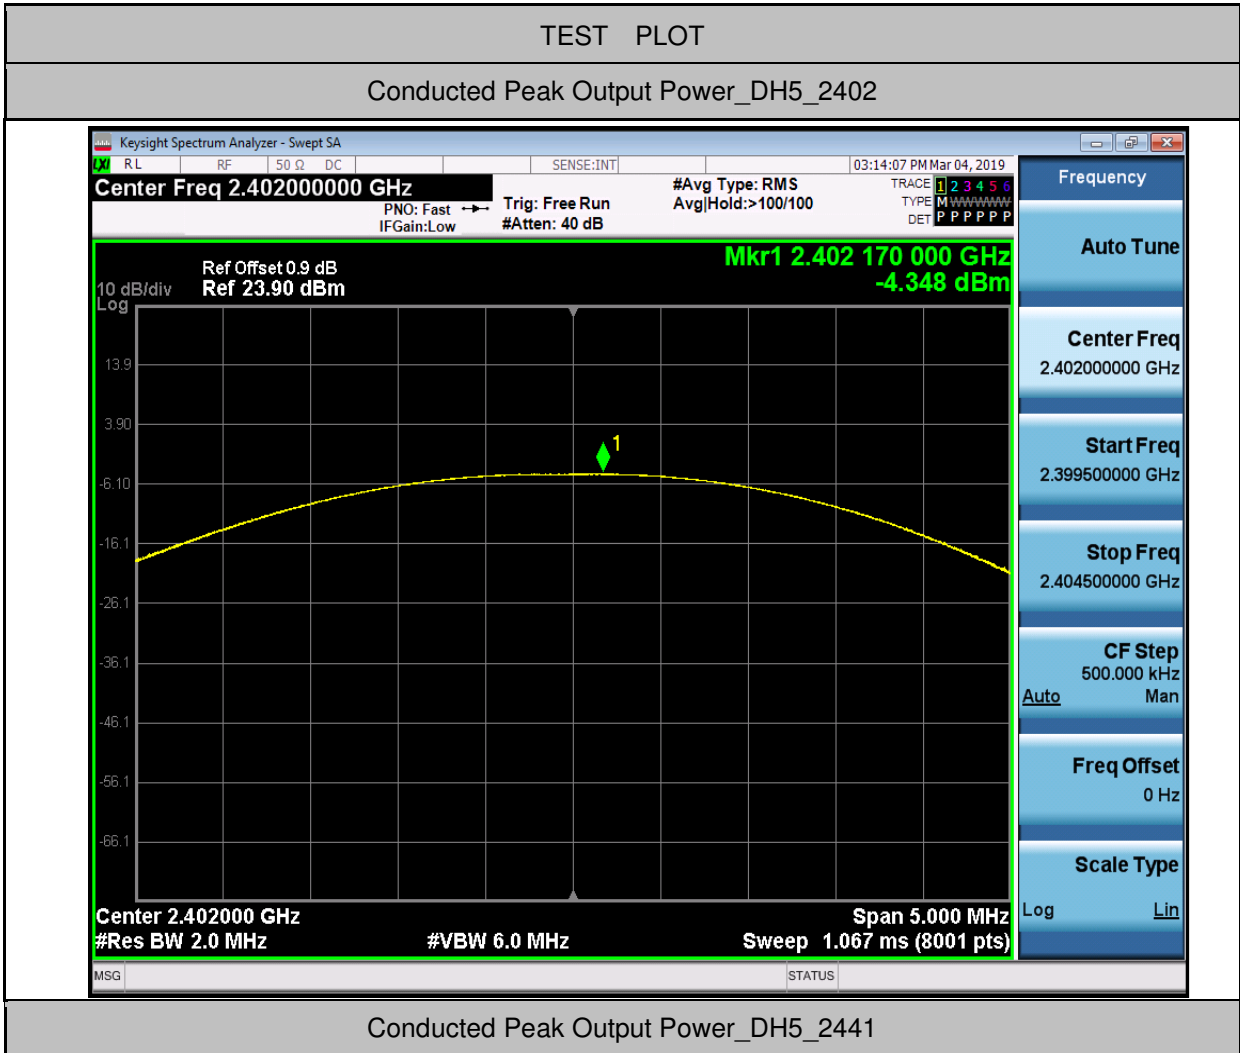 TEST PLOT
Conducted Peak Output Power_DH5_2402
Keysight Spectrum Analyzer - Swept SA
LXI RL RF 50 Ω DC SENSE:INT 03:14:07 PM Mar 04, 2019
Center Freq 2.402000000 GHz
PNO: Fast
IFGain:Low
Trig: Free Run
#Atten: 40 dB
#Avg Type: RMS
Avg|Hold:>100/100
TRACE 1 2 3 4 5 6
TYPE M WWWWW
DET P P P P P P
Mkr1 2.402 170 000 GHz
-4.348 dBm
Ref Offset 0.9 dB
10 dB/div Ref 23.90 dBm
Log
13.9
3.90
1
-6.10
-16.1
-26.1
-36.1
-46.1
-56.1
-66.1
Center 2.402000 GHz Span 5.000 MHz
#Res BW 2.0 MHz #VBW 6.0 MHz Sweep 1.067 ms (8001 pts)
MSG STATUS
Frequency
Auto Tune
Center Freq
2.402000000 GHz
Start Freq
2.399500000 GHz
Stop Freq
2.404500000 GHz
CF Step
500.000 kHz
Auto Man
Freq Offset
0 Hz
Scale Type
Log Lin
Conducted Peak Output Power_DH5_2441